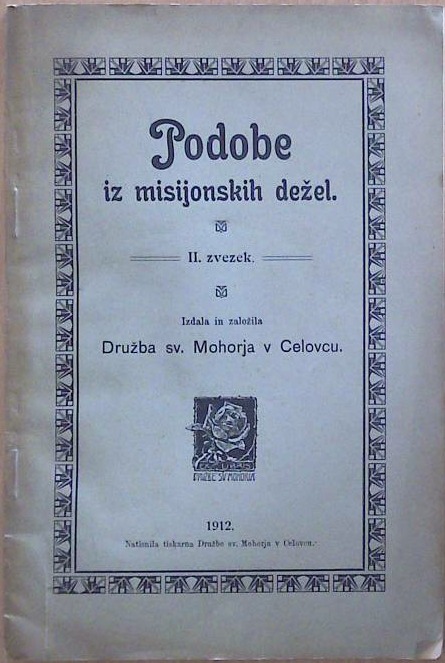 Podobe
iz misijonskih dežel.
II. zvezek.
Izdala in založila
Družba sv. Mohorja v Celovcu.
DRUŽBE SV MOHORJA
1912.
Natisnila tiskarna Družbe sv. Mohorja v Celovcu.